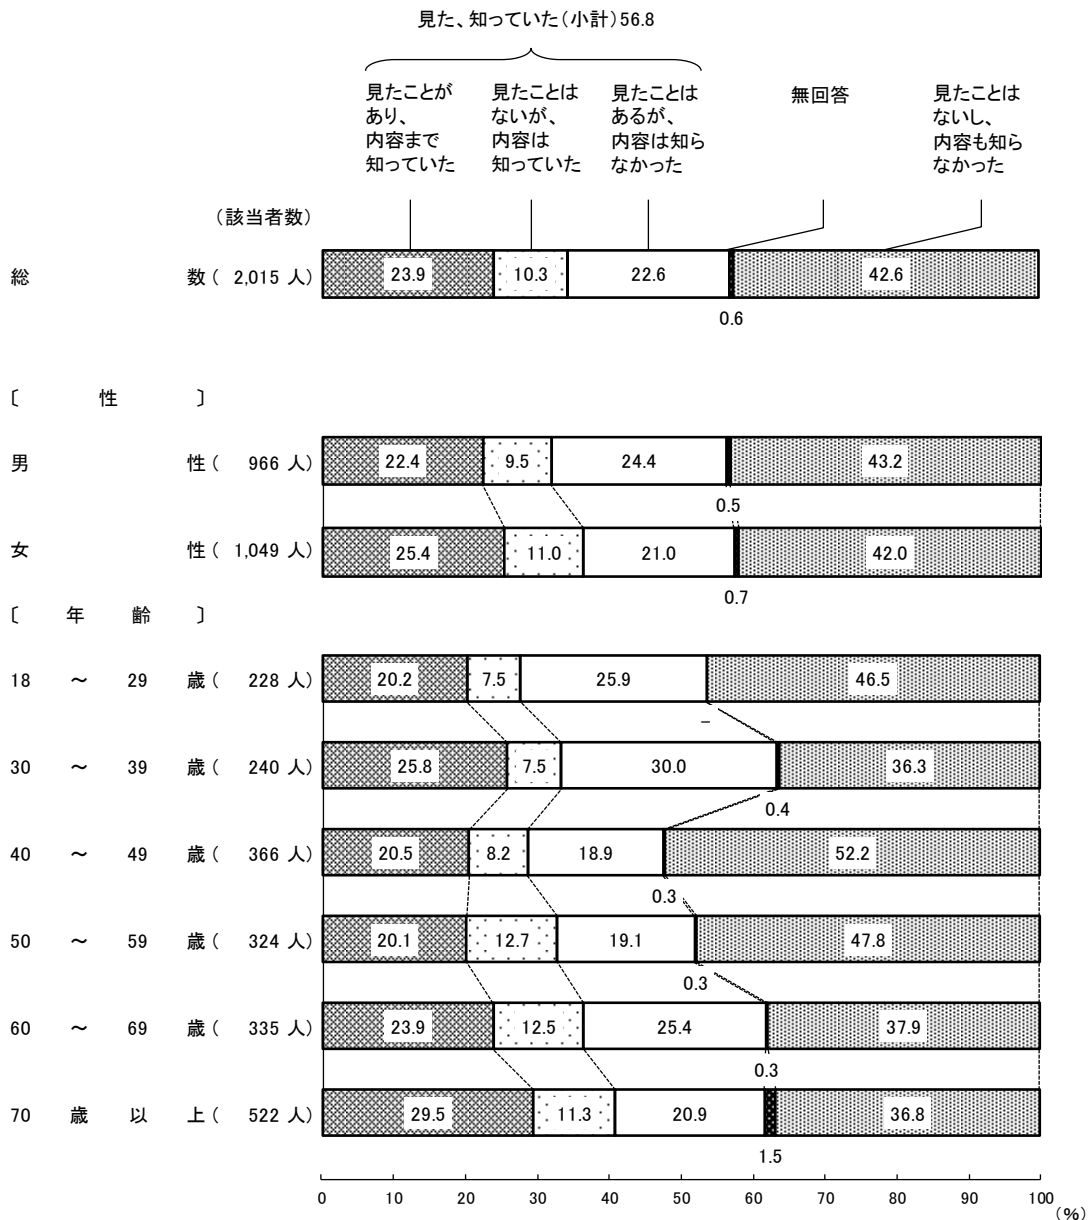 見た、知っていた（小計）56.8
見たことが
あり、
内容まで
知っていた
見たことは
ないが、
内容は
知っていた
見たことは
あるが、
内容は知ら
なかった
無回答
見たことは
ないし、
内容も知ら
なかった
（該当者数）
総 数（ 2,015 人） 23.9 10.3 22.6 42.6
0.6
〔 性 〕
男 性（ 966 人） 22.4 9.5 24.4 43.2
0.5
女 性（ 1,049 人） 25.4 11.0 21.0 42.0
0.7
〔 年 齢 〕
18 ～ 29 歳（ 228 人） 20.2 7.5 25.9 46.5
－
30 ～ 39 歳（ 240 人） 25.8 7.5 30.0 36.3
0.4
40 ～ 49 歳（ 366 人） 20.5 8.2 18.9 52.2
0.3
50 ～ 59 歳（ 324 人） 20.1 12.7 19.1 47.8
0.3
60 ～ 69 歳（ 335 人） 23.9 12.5 25.4 37.9
0.3
70 歳 以 上（ 522 人） 29.5 11.3 20.9 36.8
1.5
0 10 20 30 40 50 60 70 80 90 100
（％）